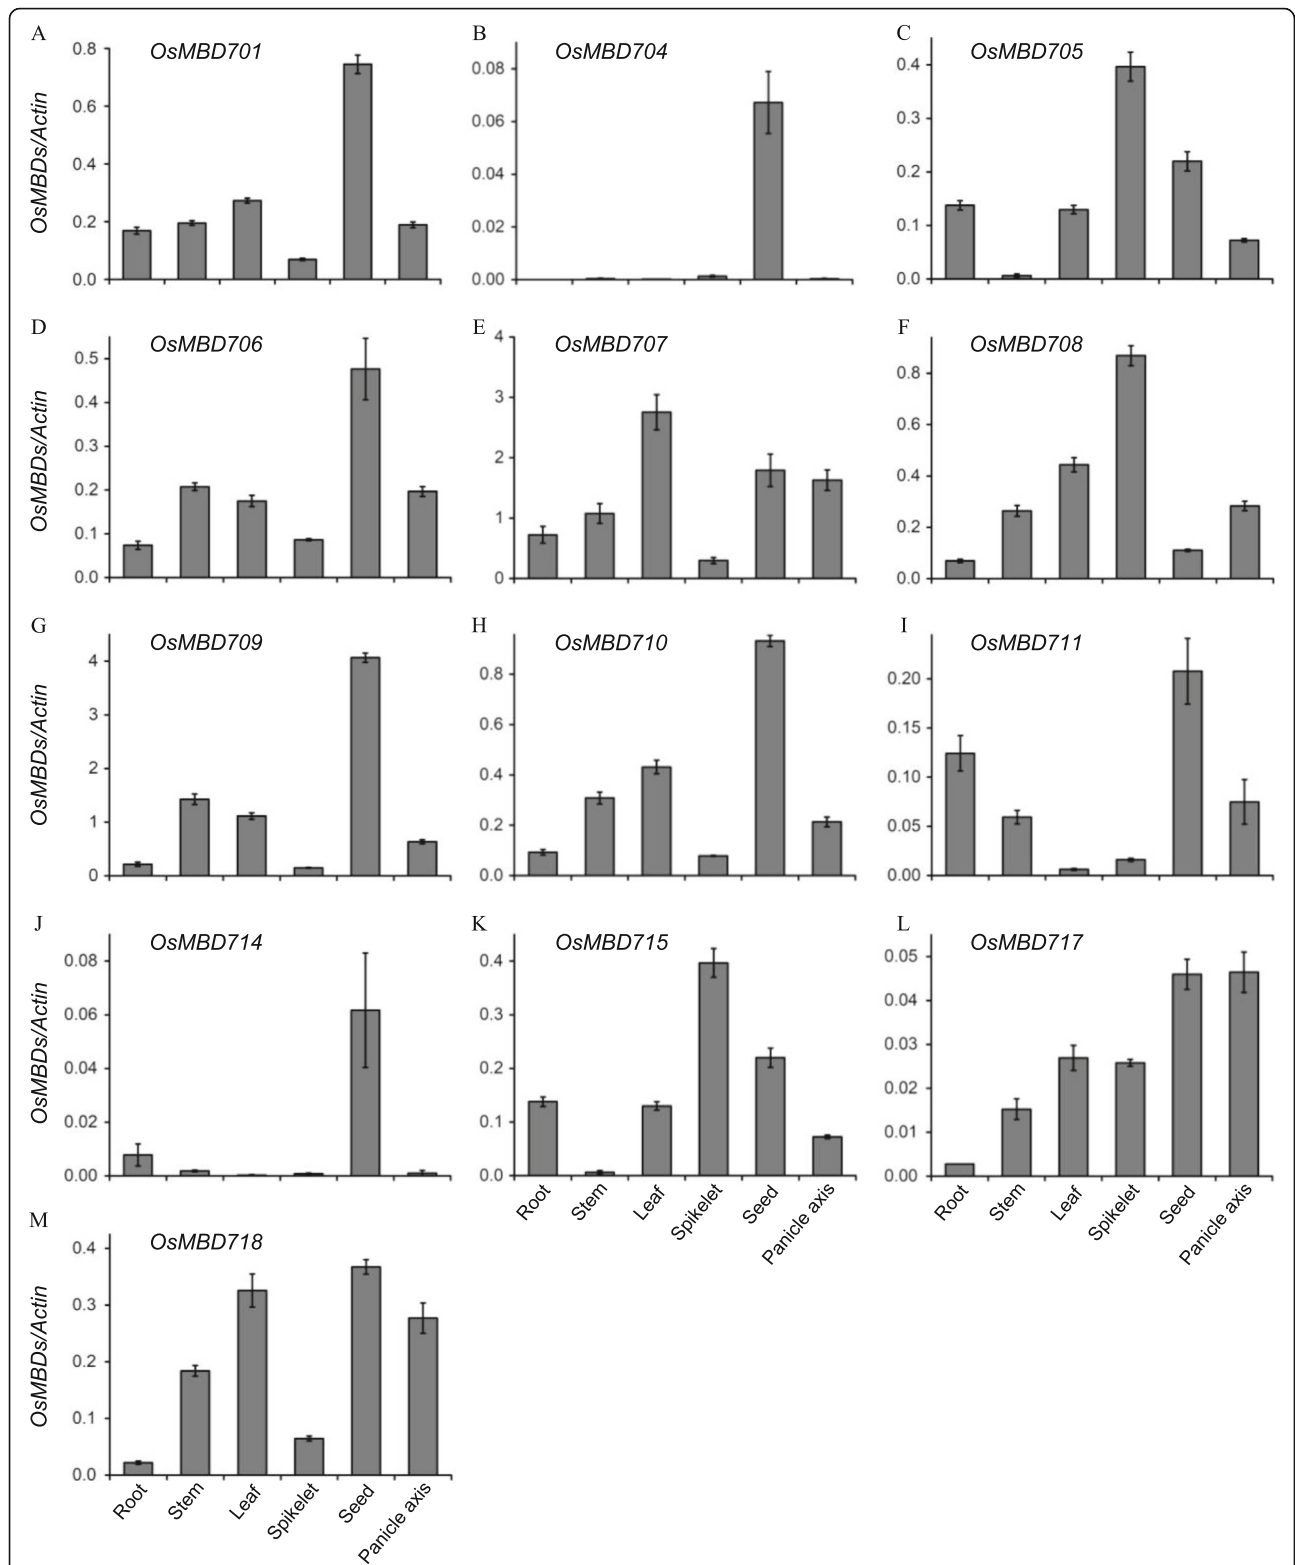 A
OsMBD701
0.8
0.6
0.4
0.2
0.0
OsMBDs/Actin
B
OsMBD704
0.08
0.06
0.04
0.02
0.00
C
OsMBD705
0.4
0.3
0.2
0.1
0.0
D
OsMBD706
0.5
0.4
0.3
0.2
0.1
0.0
OsMBDs/Actin
E
OsMBD707
4
3
2
1
0
F
OsMBD708
0.8
0.6
0.4
0.2
0.0
G
OsMBD709
4
3
2
1
0
OsMBDs/Actin
H
OsMBD710
0.8
0.6
0.4
0.2
0.0
I
OsMBD711
0.20
0.15
0.10
0.05
0.00
J
OsMBD714
0.08
0.06
0.04
0.02
0.00
OsMBDs/Actin
K
OsMBD715
0.4
0.3
0.2
0.1
0.0
Root
Stem
Leaf
Spikelet
Seed
Panicle axis
L
OsMBD717
0.05
0.04
0.03
0.02
0.01
0.00
Root
Stem
Leaf
Spikelet
Seed
Panicle axis
M
OsMBD718
0.4
0.3
0.2
0.1
0.0
OsMBDs/Actin
Root
Stem
Leaf
Spikelet
Seed
Panicle axis